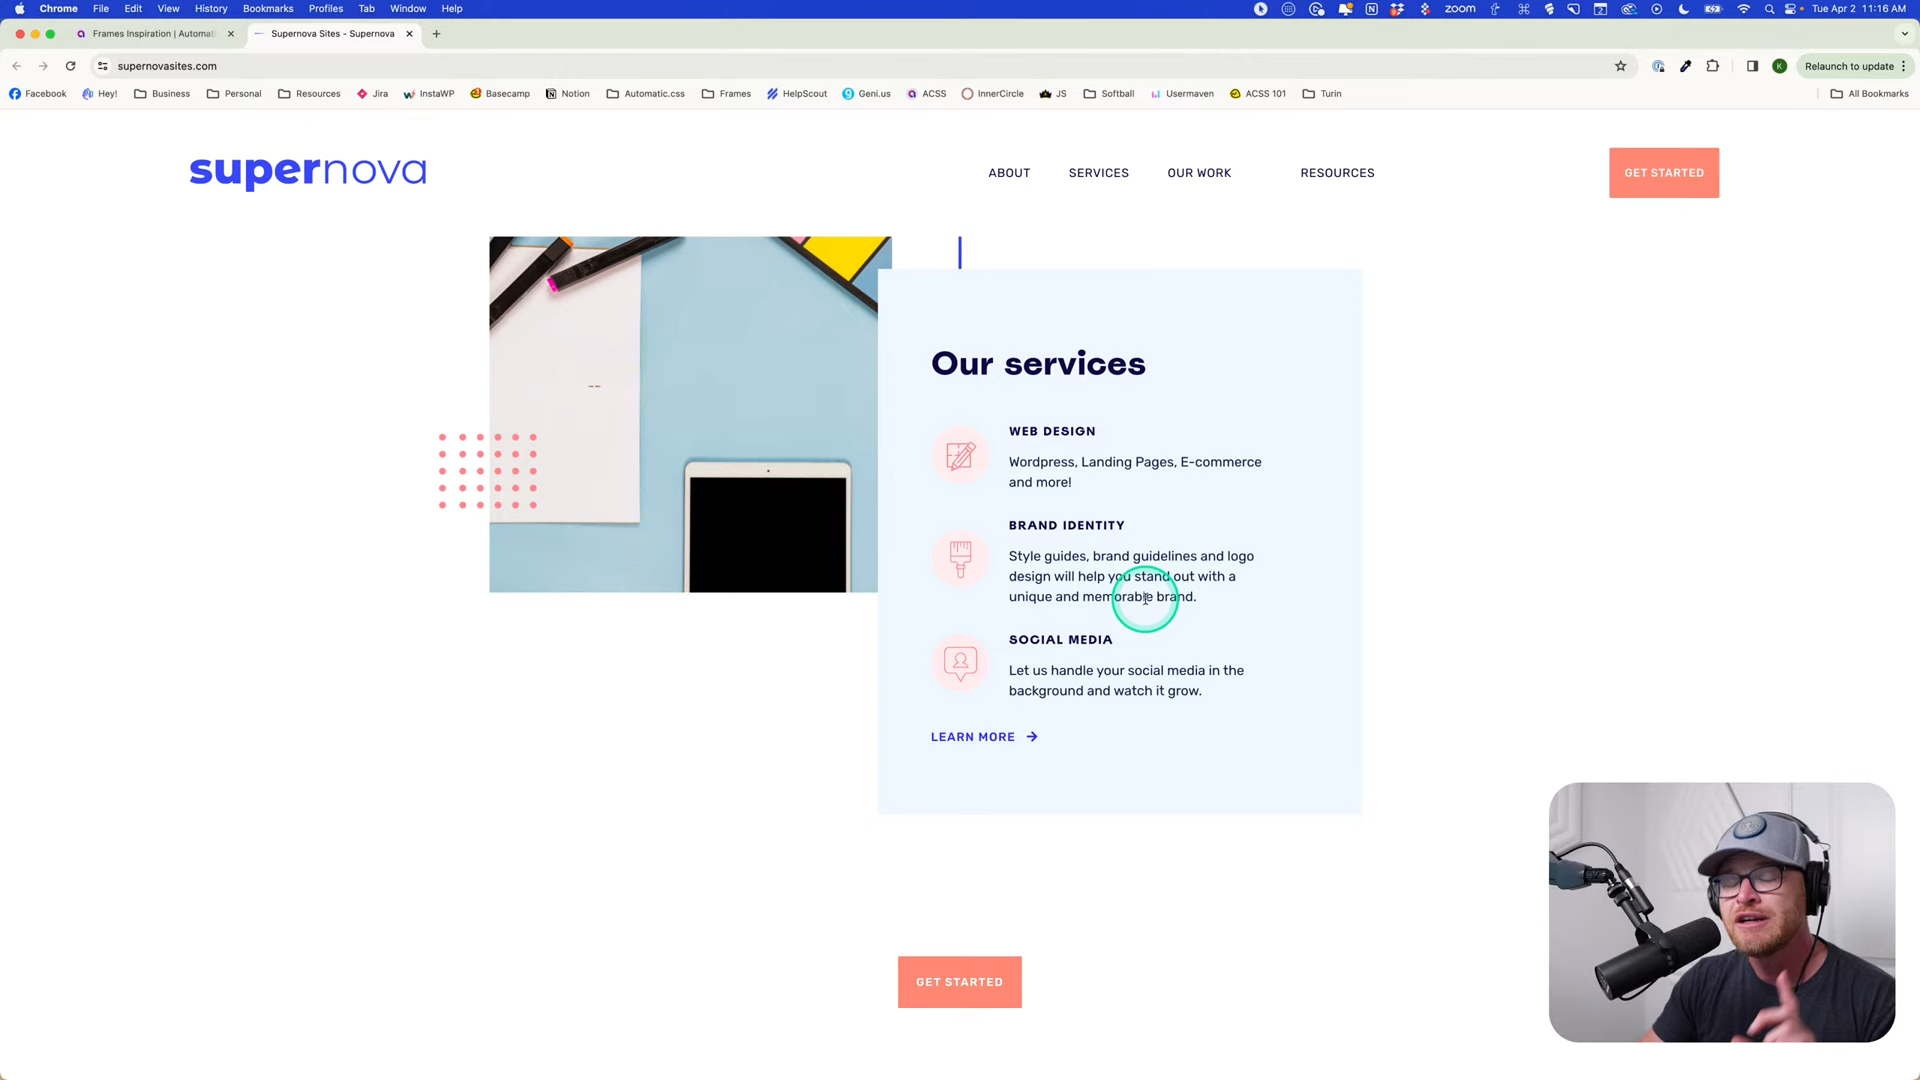 Chrome File Edit View History Bookmarks Profiles Tab Window Help zoom 2 Tue Apr 2 11:16 AM
Frames Inspiration | Automati Supernova Sites - Supernova
supernovasites.com K Relaunch to update
Facebook Hey! Business Personal Resources Jira InstaWP Basecamp Notion Automatic.css Frames HelpScout Geni.us ACSS InnerCircle JS Softball Usermaven ACSS 101 Turin All Bookmarks
supernova ABOUT SERVICES OUR WORK RESOURCES GET STARTED
Our services
WEB DESIGN
Wordpress, Landing Pages, E-commerce
and more!
BRAND IDENTITY
Style guides, brand guidelines and logo
design will help you stand out with a
unique and memorable brand.
SOCIAL MEDIA
Let us handle your social media in the
background and watch it grow.
LEARN MORE
GET STARTED